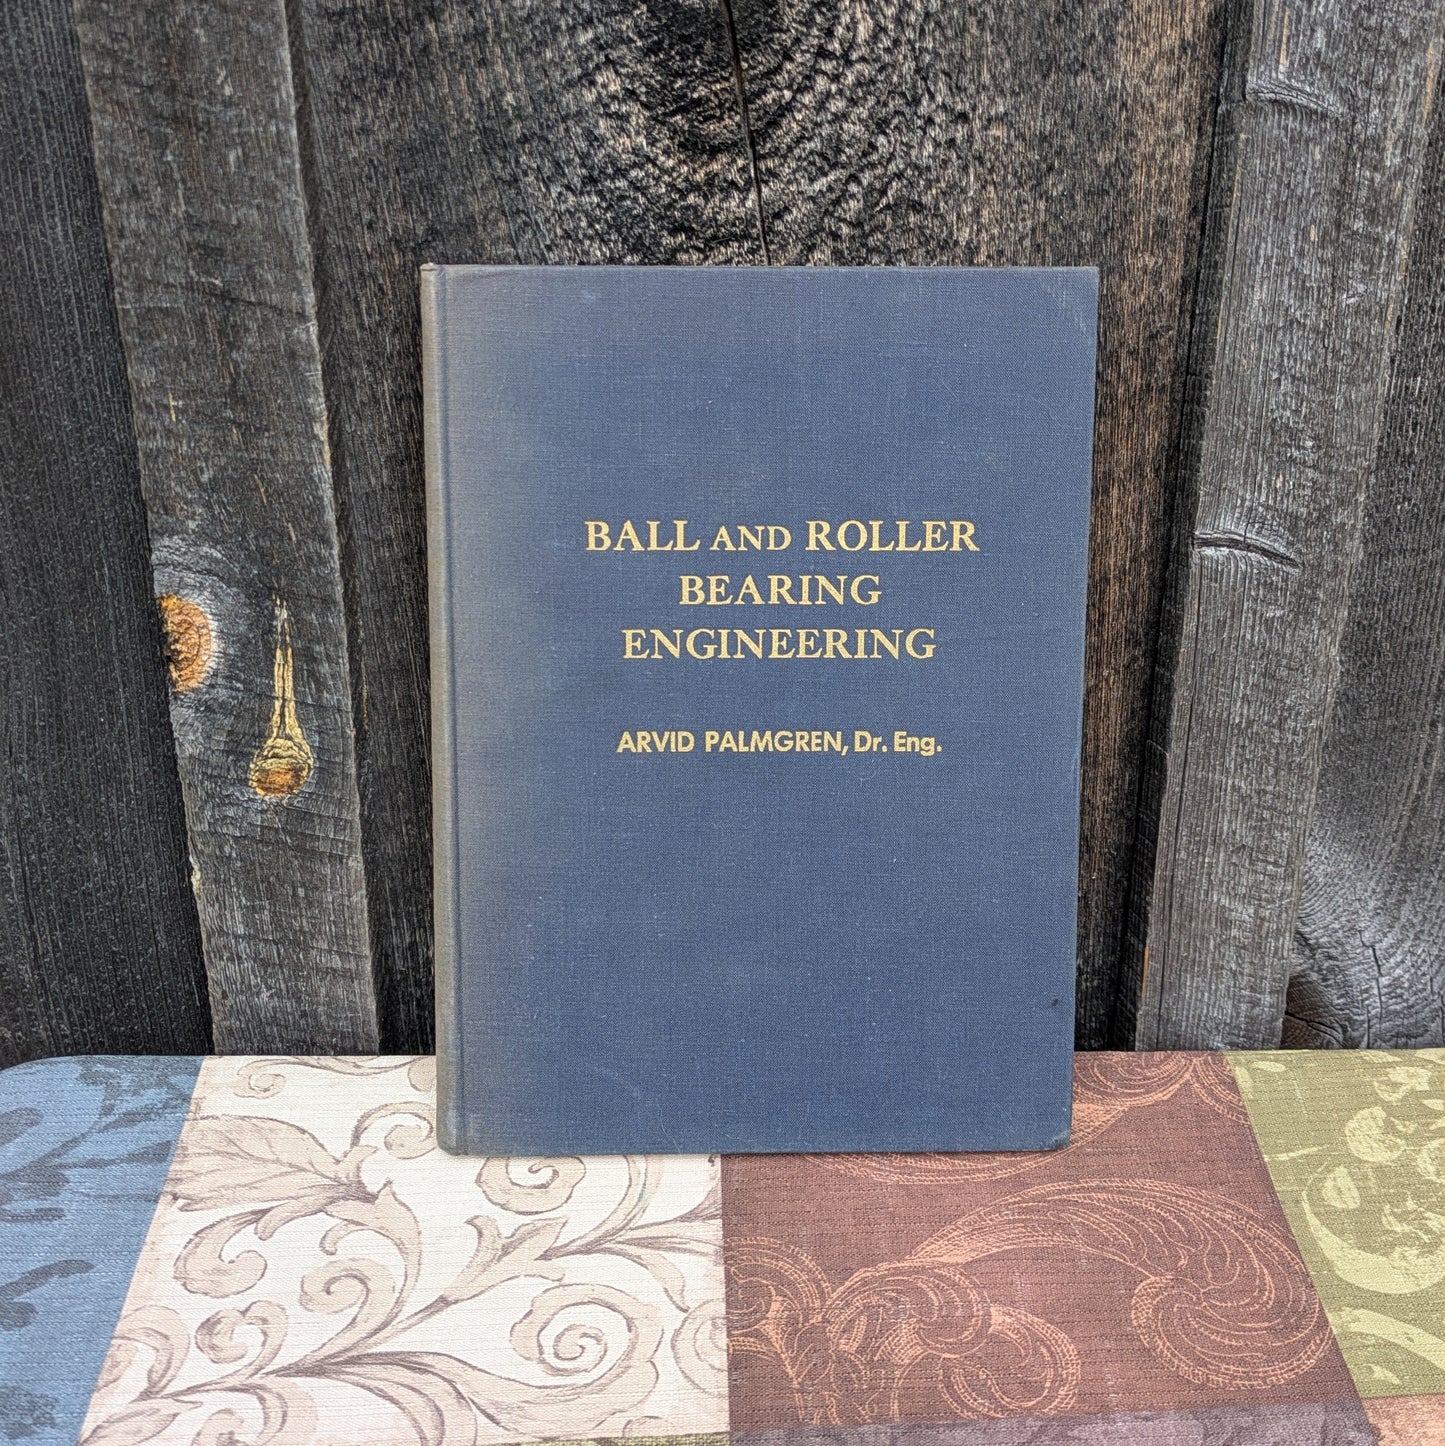 BALL AND ROLLER
BEARING
ENGINEERING
ARVID PALMGREN, Dr. Eng.